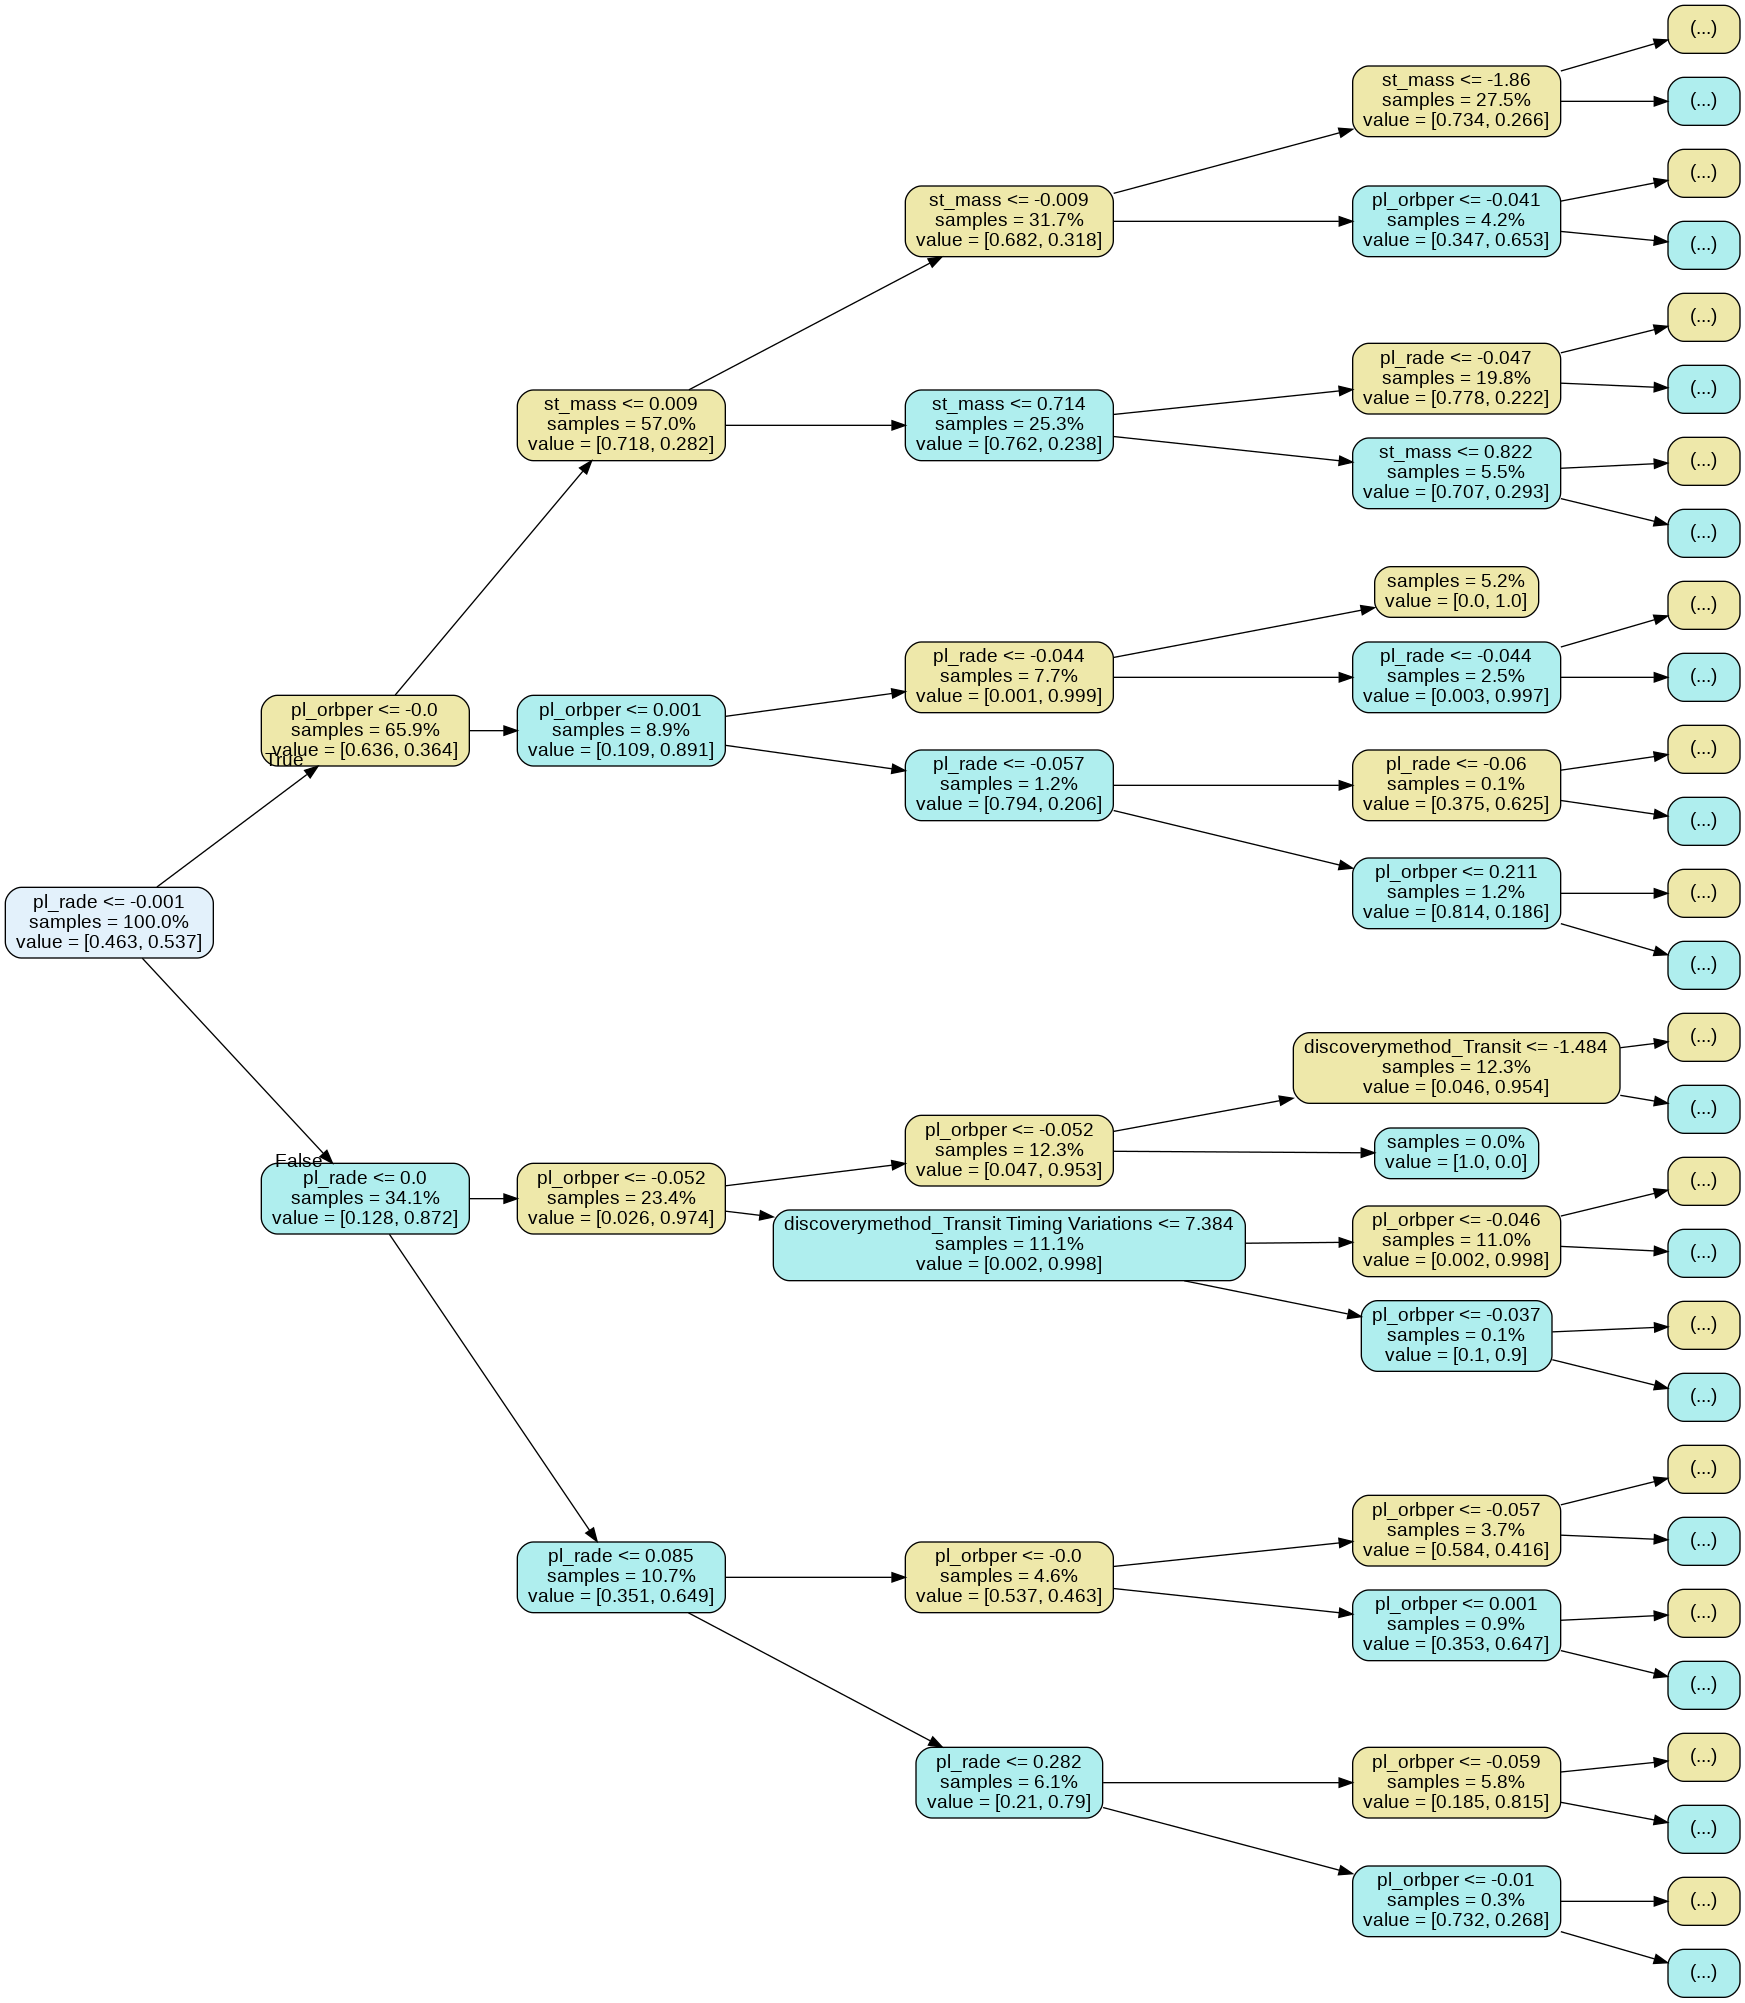 (...)
st_mass <= -1.86
samples = 27.5%
value = [0.734, 0.266]
(...)
(...)
st_mass <= -0.009
samples = 31.7%
value = [0.682, 0.318]
pl_orbper <= -0.041
samples = 4.2%
value = [0.347, 0.653]
(...)
(...)
pl_rade <= -0.047
samples = 19.8%
value = [0.778, 0.222]
(...)
st_mass <= 0.009
samples = 57.0%
value = [0.718, 0.282]
st_mass <= 0.714
samples = 25.3%
value = [0.762, 0.238]
st_mass <= 0.822
samples = 5.5%
value = [0.707, 0.293]
(...)
(...)
samples = 5.2%
value = [0.0, 1.0]
(...)
pl_rade <= -0.044
samples = 7.7%
value = [0.001, 0.999]
pl_rade <= -0.044
samples = 2.5%
value = [0.003, 0.997]
(...)
pl_orbper <= -0.0
samples = 65.9%
value = [0.636, 0.364]
True
pl_orbper <= 0.001
samples = 8.9%
value = [0.109, 0.891]
(...)
pl_rade <= -0.057
samples = 1.2%
value = [0.794, 0.206]
pl_rade <= -0.06
samples = 0.1%
value = [0.375, 0.625]
(...)
pl_rade <= -0.001
samples = 100.0%
value = [0.463, 0.537]
pl_orbper <= 0.211
samples = 1.2%
value = [0.814, 0.186]
(...)
(...)
(...)
discoverymethod_Transit <= -1.484
samples = 12.3%
value = [0.046, 0.954]
(...)
pl_orbper <= -0.052
samples = 12.3%
value = [0.047, 0.953]
samples = 0.0%
value = [1.0, 0.0]
False
pl_rade <= 0.0
samples = 34.1%
value = [0.128, 0.872]
pl_orbper <= -0.052
samples = 23.4%
value = [0.026, 0.974]
(...)
discoverymethod_Transit Timing Variations <= 7.384
samples = 11.1%
value = [0.002, 0.998]
pl_orbper <= -0.046
samples = 11.0%
value = [0.002, 0.998]
(...)
pl_orbper <= -0.037
samples = 0.1%
value = [0.1, 0.9]
(...)
(...)
(...)
pl_orbper <= -0.057
samples = 3.7%
value = [0.584, 0.416]
(...)
pl_rade <= 0.085
samples = 10.7%
value = [0.351, 0.649]
pl_orbper <= -0.0
samples = 4.6%
value = [0.537, 0.463]
pl_orbper <= 0.001
samples = 0.9%
value = [0.353, 0.647]
(...)
(...)
(...)
pl_rade <= 0.282
samples = 6.1%
value = [0.21, 0.79]
pl_orbper <= -0.059
samples = 5.8%
value = [0.185, 0.815]
(...)
pl_orbper <= -0.01
samples = 0.3%
value = [0.732, 0.268]
(...)
(...)